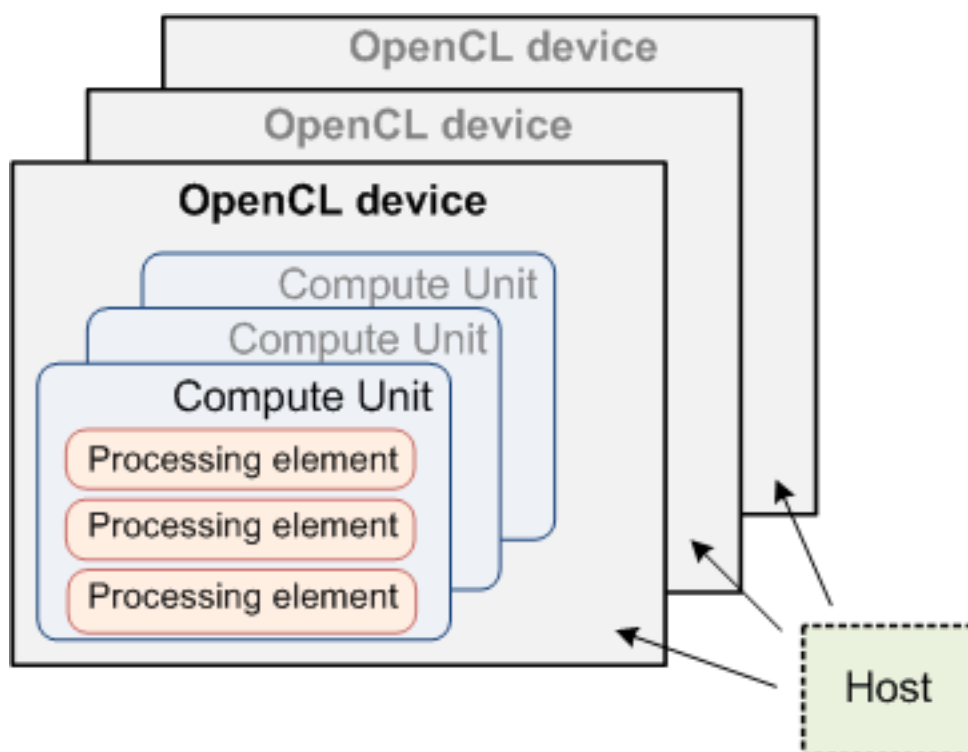 OpenCL device
OpenCL device
OpenCL device
Compute Unit
Compute Unit
Compute Unit
Processing element
Processing element
Processing element
Host